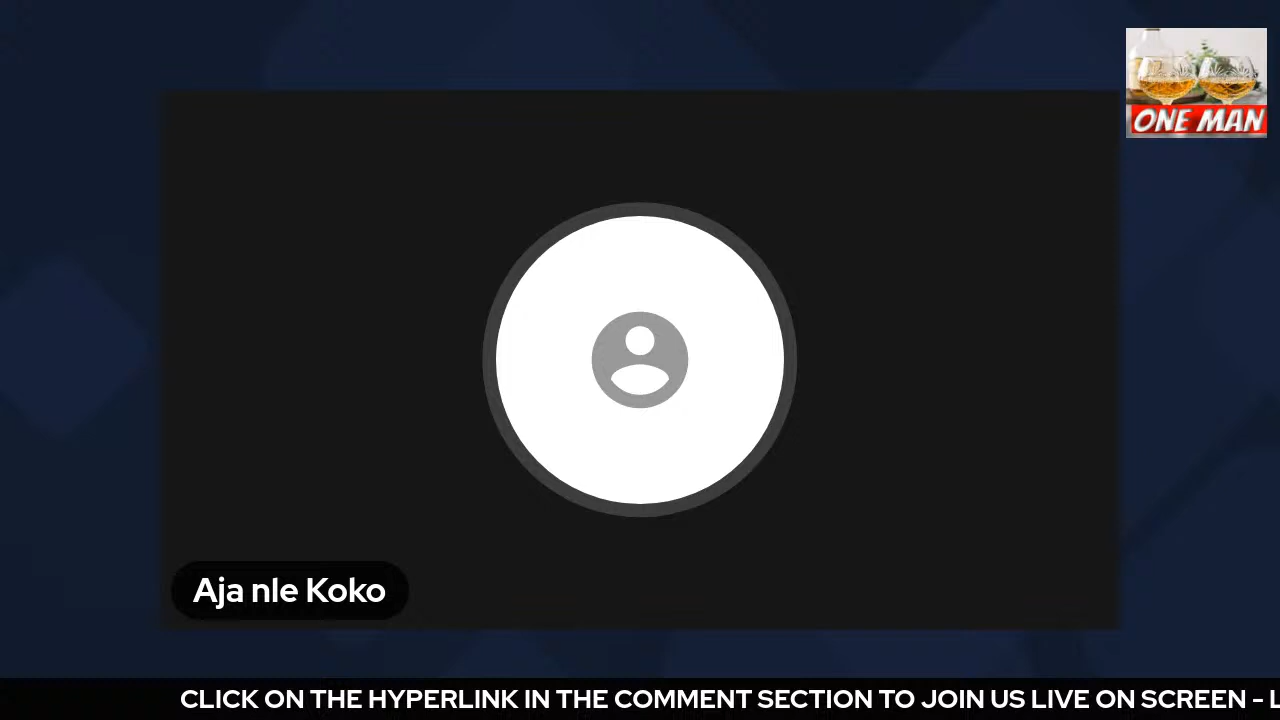 ONE MAN
Aja nle Koko
CLICK ON THE HYPERLINK IN THE COMMENT SECTION TO JOIN US LIVE ON SCREEN -